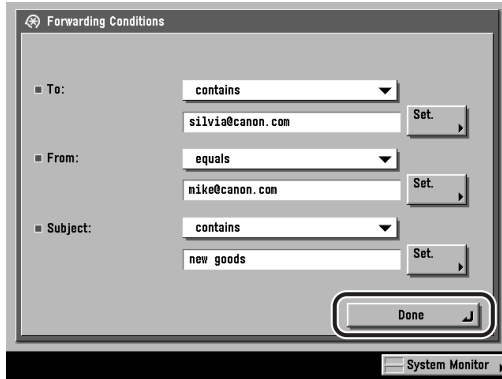 Forwarding Conditions
To: contains
silvia@canon.com Set.
From: equals
mike@canon.com Set.
Subject: contains
new goods Set.
Done
System Monitor